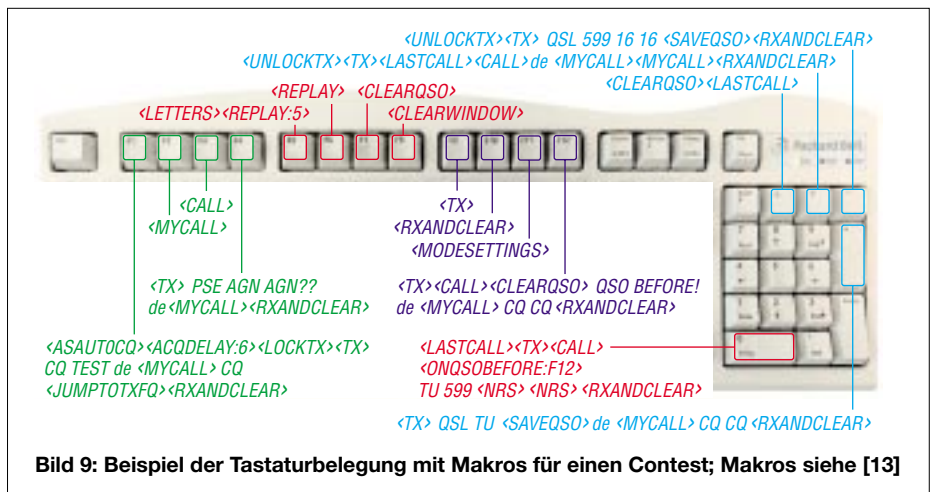 <UNLOCKTX><TX> QSL 599 16 16 <SAVEQSO><RXANDCLEAR>
<UNLOCKTX><TX><LASTCALL><CALL>de <MYCALL><MYCALL><RXANDCLEAR>
<CLEARQSO><LASTCALL>
<REPLAY> <CLEARQSO>
<LETTERS><REPLAY:5> <CLEARWINDOW>
<CALL>
<MYCALL>
<TX> PSE AGN AGN??
de<MYCALL><RXANDCLEAR>
<ASAUTOCQ><ACQDELAY:6><LOCKTX><TX>
CQ TEST de <MYCALL> CQ
<JUMPTOTXFQ><RXANDCLEAR>
<TX>
<RXANDCLEAR>
<MODESETTINGS>
<TX><CALL><CLEARQSO> QSO BEFORE!
de <MYCALL> CQ CQ <RXANDCLEAR>
<LASTCALL><TX><CALL>
<ONQSOBEFORE:F12>
TU 599 <NRS> <NRS> <RXANDCLEAR>
<TX> QSL TU <SAVEQSO> de <MYCALL> CQ CQ <RXANDCLEAR>
Packard Bell
Bild 9: Beispiel der Tastaturbelegung mit Makros für einen Contest; Makros siehe [13]